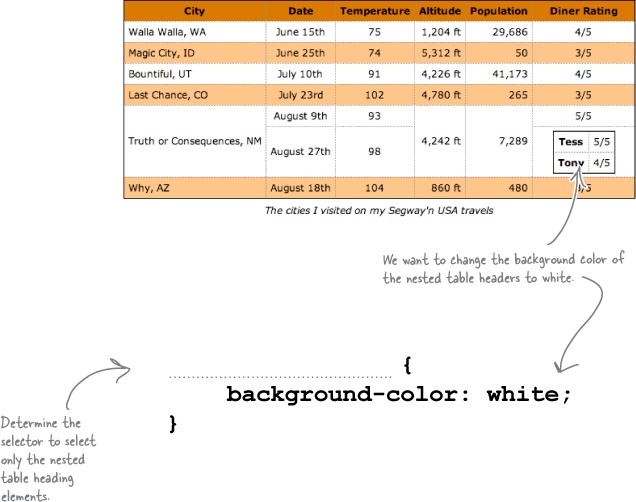 City Date Temperature Altitude Population Diner Rating
Walla Walla, WA June 15th 75 1,204 ft 29,686 4/5
Magic City, ID June 25th 74 5,312 ft 50 3/5
Bountiful, UT July 10th 91 4,226 ft 41,173 4/5
Last Chance, CO July 23rd 102 4,780 ft 265 3/5
August 9th 93 5/5
Truth or Consequences, NM 4,242 ft 7,289
August 27th 98
Tess 5/5
Tony 4/5
Why, AZ August 18th 104 860 ft 480 3/5
The cities I visited on my Segway'n USA travels
We want to change the background color of
the nested table headers to white.
{
background-color: white;
}
Determine the
selector to select
only the nested
table heading
elements.